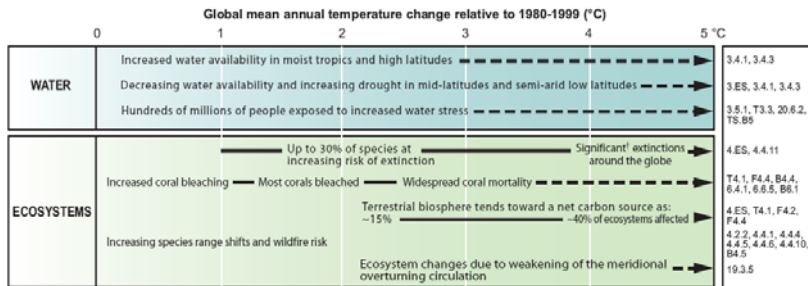 Global mean annual temperature change relative to 1980-1999 (°C)
0 1 2 3 4 5 °C
WATER
Increased water availability in moist tropics and high latitudes
3.4.1, 3.4.3
Decreasing water availability and increasing drought in mid-latitudes and semi-arid low latitudes
3.ES, 3.4.1, 3.4.3
Hundreds of millions of people exposed to increased water stress
3.5.1, T3.3, 20.6.2,
TS.B5
ECOSYSTEMS
Up to 30% of species at
increasing risk of extinction
Significant† extinctions
around the globe
4.ES, 4.4.11
Increased coral bleaching Most corals bleached Widespread coral mortality
T4.1, F4.4, B4.4,
6.4.1, 6.6.5, B6.1
Terrestrial biosphere tends toward a net carbon source as:
~15% ~40% of ecosystems affected
4.ES, T4.1, F4.2,
F4.4
Increasing species range shifts and wildfire risk
4.2.2, 4.4.1, 4.4.4,
4.4.5, 4.4.6, 4.4.10,
B4.5
Ecosystem changes due to weakening of the meridional
overturning circulation
19.3.5